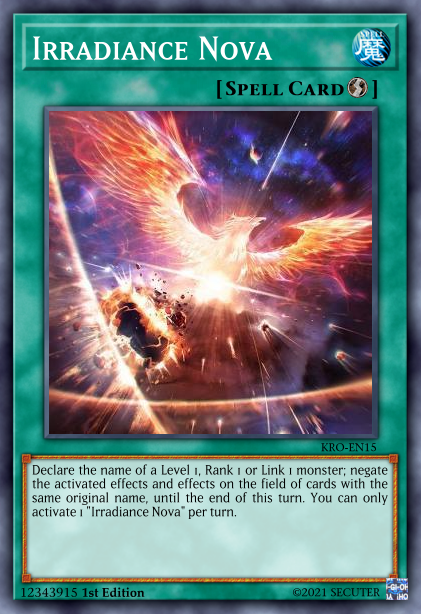 Irradiance Nova
魔
[Spell Card]
KRO-EN15
Declare the name of a Level 1, Rank 1 or Link 1 monster; negate
the activated effects and effects on the field of cards with the
same original name, until the end of this turn. You can only
activate 1 "Irradiance Nova" per turn.
12343915 1st Edition
©2021 SECUTER